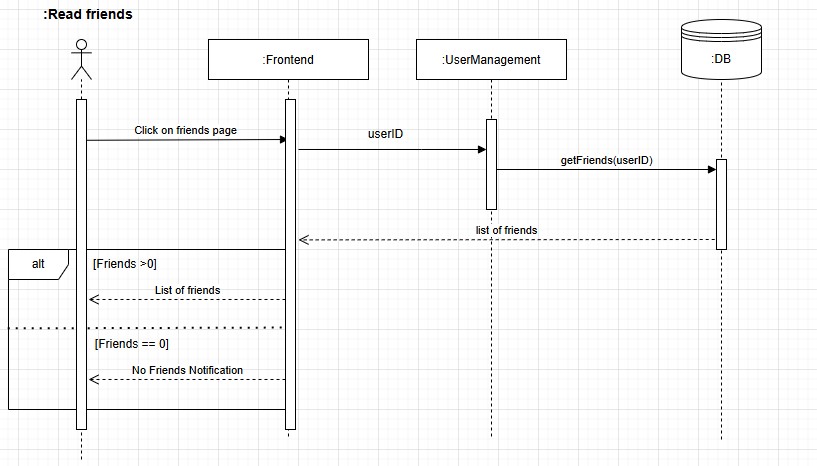 :Read friends
:Frontend
:UserManagement
:DB
Click on friends page
userID
getFriends(userID)
list of friends
alt
[Friends >0]
List of friends
[Friends == 0]
No Friends Notification